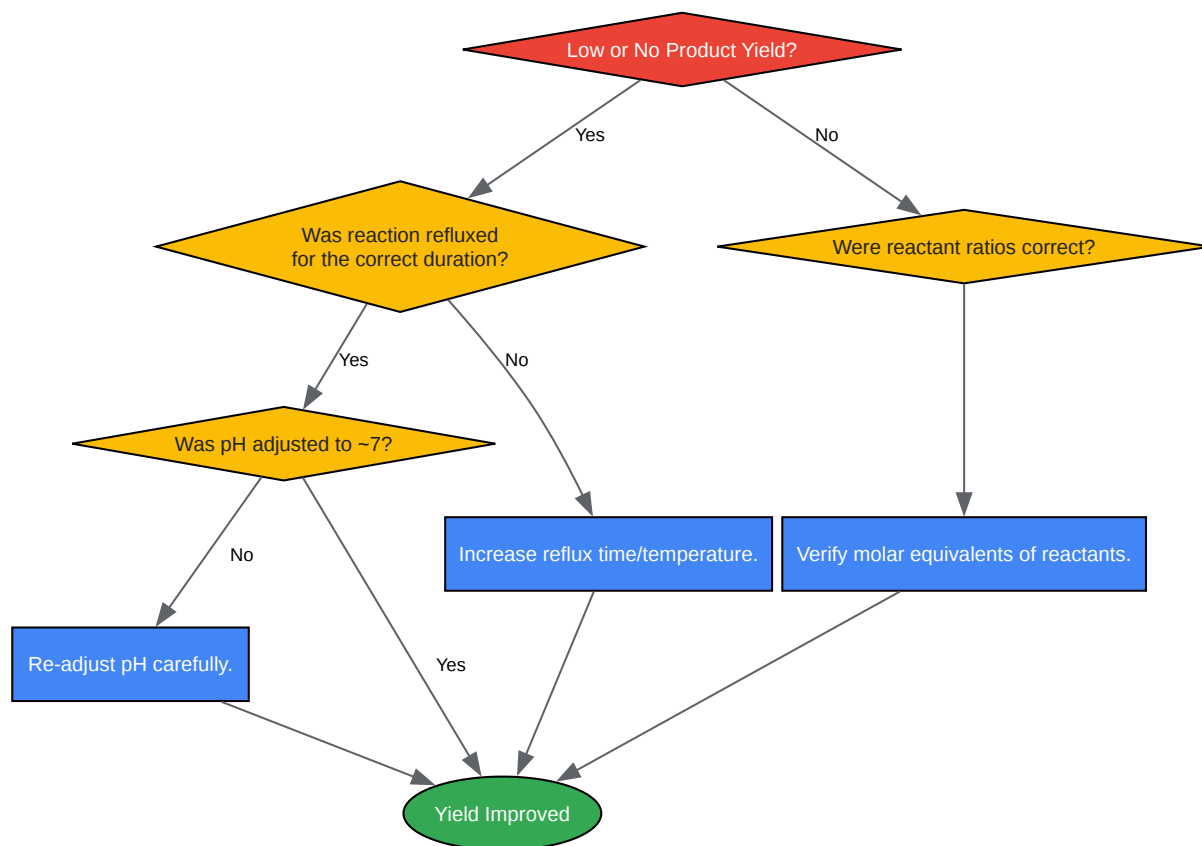 Low or No Product Yield?
Yes
No
Was reaction refluxed
for the correct duration?
Were reactant ratios correct?
Yes
No
Was pH adjusted to ~7?
No
Increase reflux time/temperature.
Verify molar equivalents of reactants.
Re-adjust pH carefully.
Yes
Yield Improved